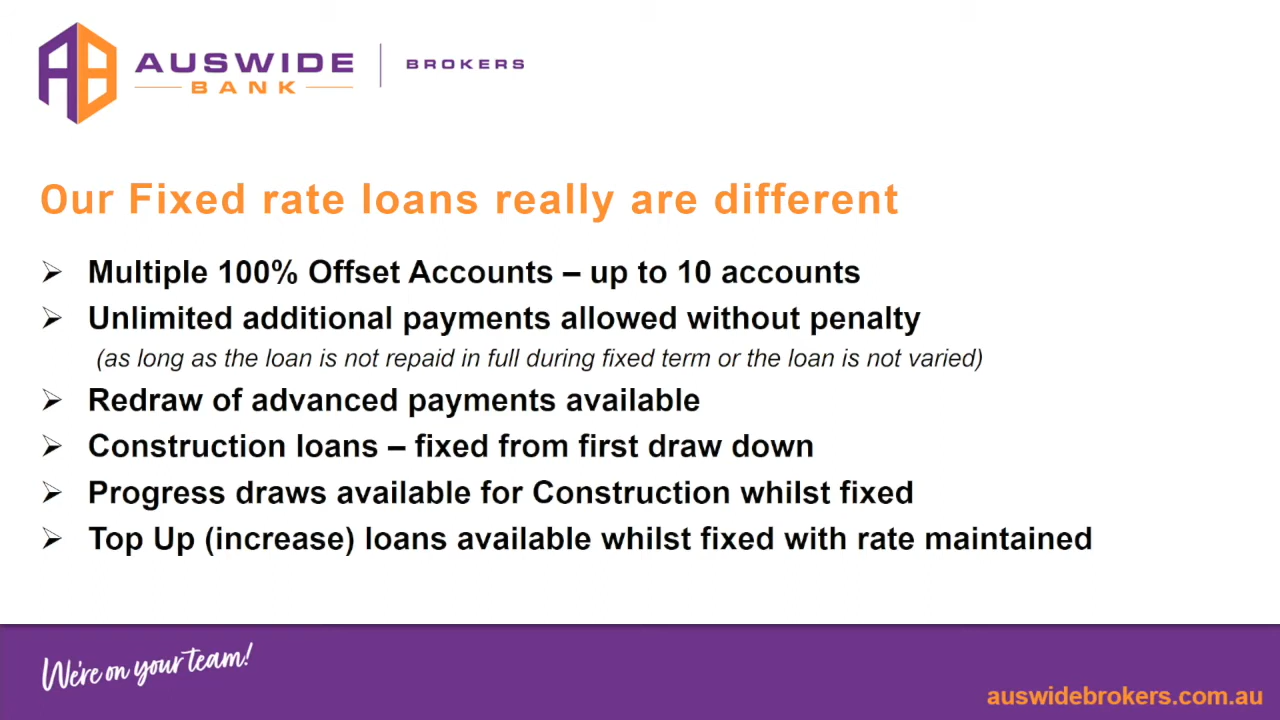 AUSWIDE
BANK
BROKERS
Our Fixed rate loans really are different
Multiple 100% Offset Accounts – up to 10 accounts
Unlimited additional payments allowed without penalty
(as long as the loan is not repaid in full during fixed term or the loan is not varied)
Redraw of advanced payments available
Construction loans – fixed from first draw down
Progress draws available for Construction whilst fixed
Top Up (increase) loans available whilst fixed with rate maintained
We're on your team!
auswidebrokers.com.au